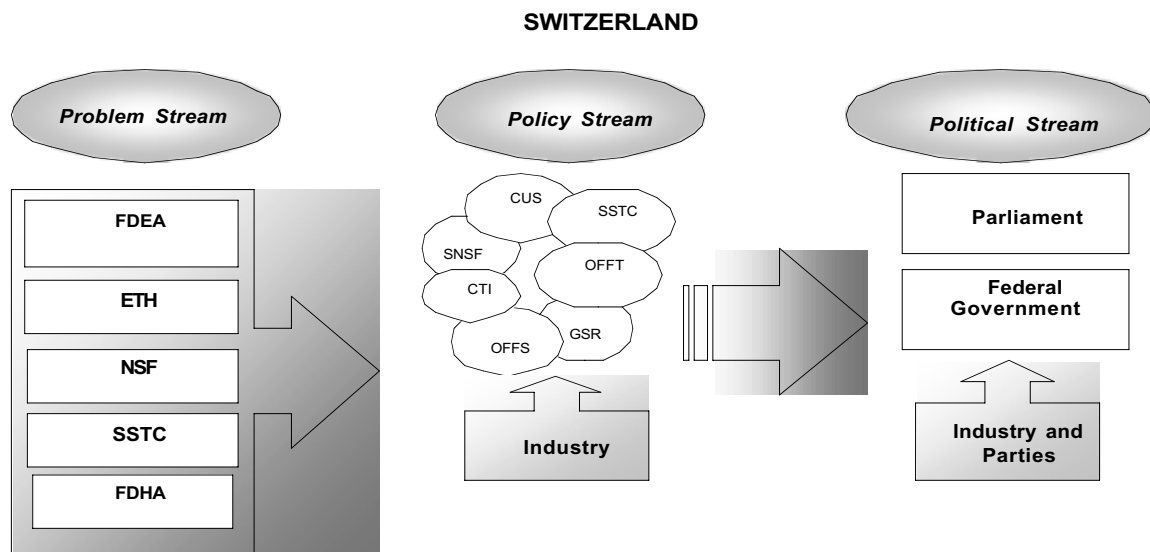 SWITZERLAND
Problem Stream
FDEA
ETH
NSF
SSTC
FDHA
Policy Stream
CUS
SSTC
SNSF
OFFT
CTI
GSR
OFFS
Industry
Political Stream
Parliament
Federal
Government
Industry and
Parties